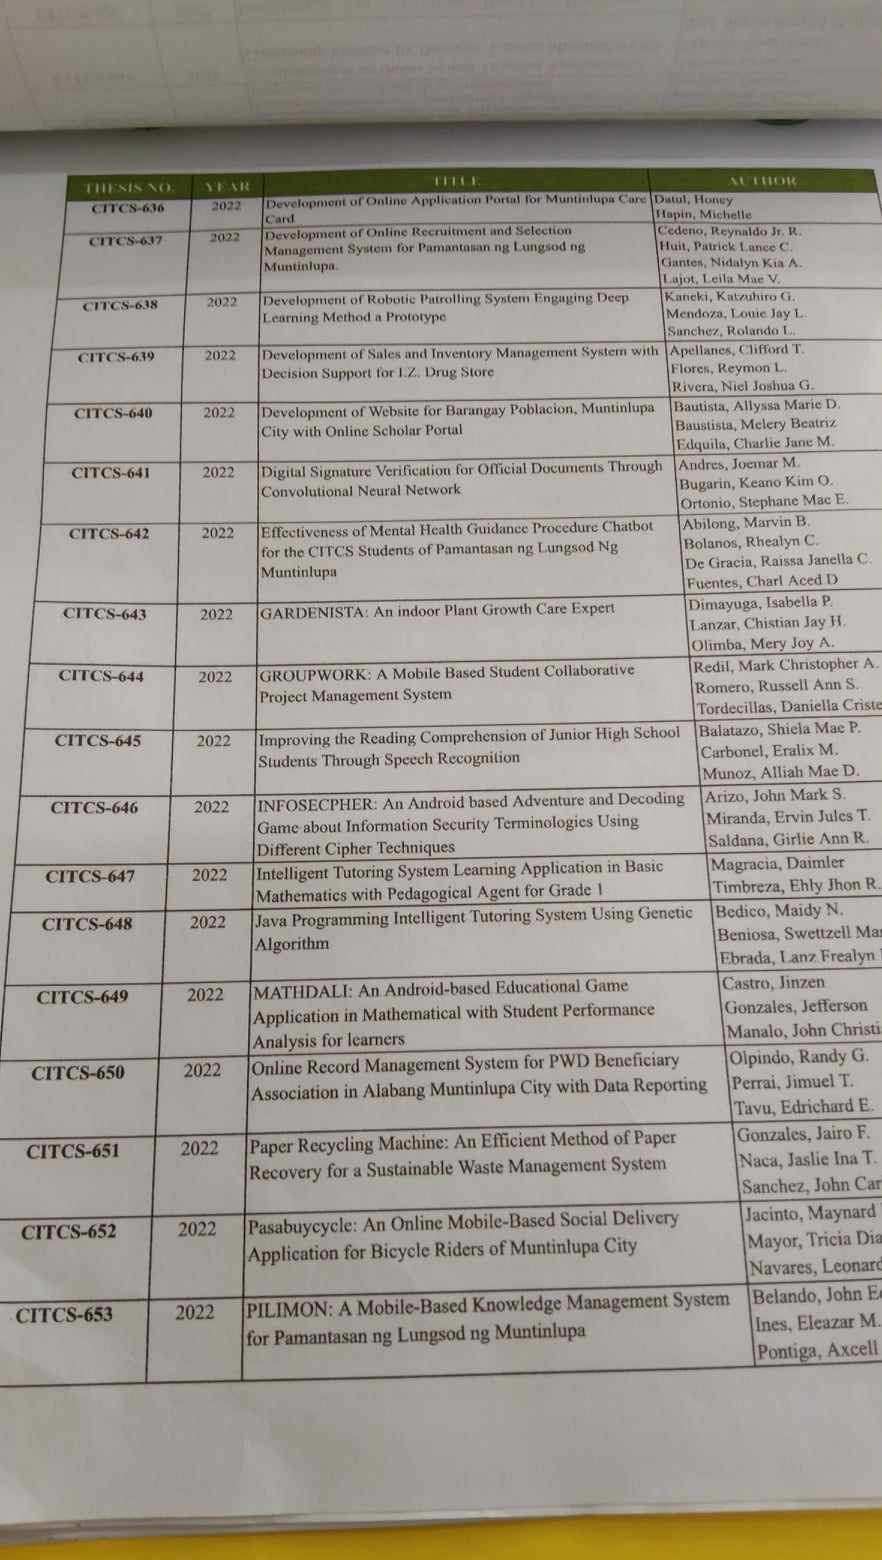 THESIS NO. YEAR TITLE AUTHOR
CITCS-636 2022 Development of Online Application Portal for Muntinlupa Care Datul, Honey
Card Hapin, Michelle
CITCS-637 2022 Development of Online Recruitment and Selection Cedeno, Reynaldo Jr. R.
Management System for Pamantasan ng Lungsod ng Huit, Patrick Lance C.
Muntinlupa. Gantes, Nidalyn Kia A.
Lajot, Leila Mae V.
CITCS-638 2022 Development of Robotic Patrolling System Engaging Deep Kaneki, Katzuhiro G.
Learning Method a Prototype Mendoza, Louie Jay L.
Sanchez, Rolando L.
CITCS-639 2022 Development of Sales and Inventory Management System with Apellanes, Clifford T.
Decision Support for I.Z. Drug Store Flores, Reymon L.
Rivera, Niel Joshua G.
CITCS-640 2022 Development of Website for Barangay Poblacion, Muntinlupa Bautista, Allyssa Marie D.
City with Online Scholar Portal Baustista, Melery Beatriz
Edquila, Charlie Jane M.
CITCS-641 2022 Digital Signature Verification for Official Documents Through Andres, Joemar M.
Convolutional Neural Network Bugarin, Keano Kim O.
Ortonio, Stephane Mae E.
CITCS-642 2022 Effectiveness of Mental Health Guidance Procedure Chatbot Abilong, Marvin B.
for the CITCS Students of Pamantasan ng Lungsod Ng Bolanos, Rhealyn C.
Muntinlupa De Gracia, Raissa Janella C.
Fuentes, Charl Aced D
CITCS-643 2022 GARDENISTA: An indoor Plant Growth Care Expert Dimayuga, Isabella P.
Lanzar, Chistian Jay H.
Olimba, Mery Joy A.
CITCS-644 2022 GROUPWORK: A Mobile Based Student Collaborative Redil, Mark Christopher A.
Project Management System Romero, Russell Ann S.
Tordecillas, Daniella Criste
CITCS-645 2022 Improving the Reading Comprehension of Junior High School Balatazo, Shiela Mae P.
Students Through Speech Recognition Carbonel, Eralix M.
Munoz, Alliah Mae D.
CITCS-646 2022 INFOSECPHER: An Android based Adventure and Decoding Arizo, John Mark S.
Game about Information Security Terminologies Using Miranda, Ervin Jules T.
Different Cipher Techniques Saldana, Girlie Ann R.
CITCS-647 2022 Intelligent Tutoring System Learning Application in Basic Magracia, Daimler
Mathematics with Pedagogical Agent for Grade 1 Timbreza, Ehly Jhon R.
CITCS-648 2022 Java Programming Intelligent Tutoring System Using Genetic Bedico, Maidy N.
Algorithm Beniosa, Swettzell Mar
Ebrada, Lanz Frealyn
CITCS-649 2022 MATHDALI: An Android-based Educational Game Castro, Jinzen
Application in Mathematical with Student Performance Gonzales, Jefferson
Analysis for learners Manalo, John Christi
CITCS-650 2022 Online Record Management System for PWD Beneficiary Olpindo, Randy G.
Association in Alabang Muntinlupa City with Data Reporting Perrai, Jimuel T.
Tavu, Edrichard E.
CITCS-651 2022 Paper Recycling Machine: An Efficient Method of Paper Gonzales, Jairo F.
Recovery for a Sustainable Waste Management System Naca, Jaslie Ina T.
Sanchez, John Car
CITCS-652 2022 Pasabuycycle: An Online Mobile-Based Social Delivery Jacinto, Maynard
Application for Bicycle Riders of Muntinlupa City Mayor, Tricia Dia
Navares, Leonard
CITCS-653 2022 PILIMON: A Mobile-Based Knowledge Management System Belando, John
for Pamantasan ng Lungsod ng Muntinlupa Ines, Eleazar M.
Pontiga, Axcell